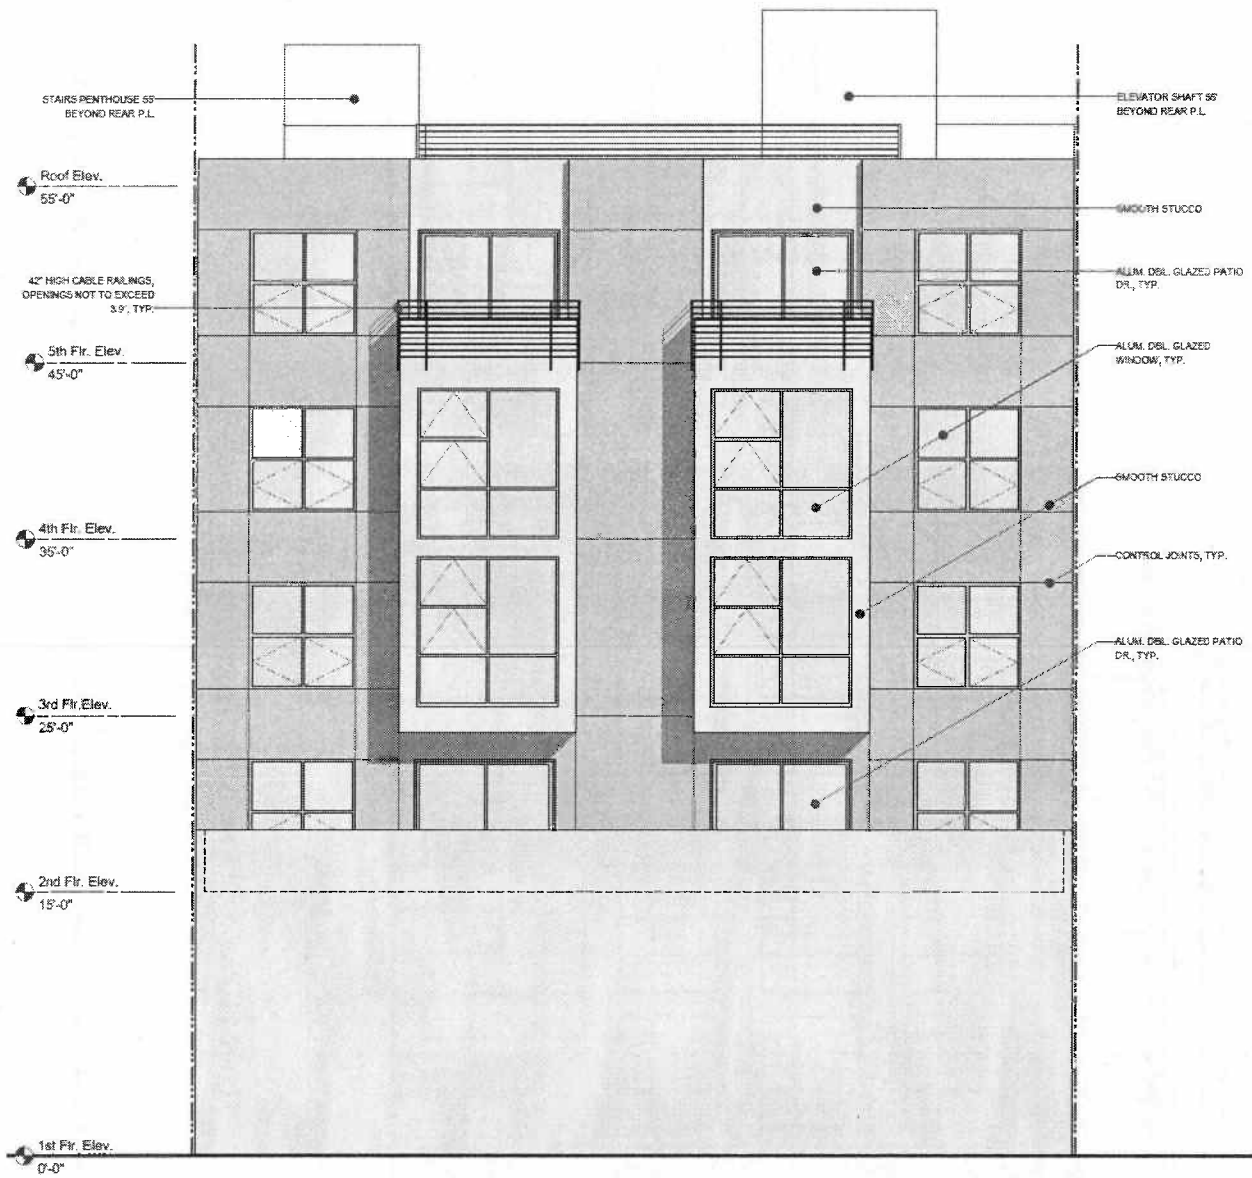 STAIRS PENTHOUSE 55'
BEYOND REAR P.L.
Roof Elev.
55'-0"
42" HIGH CABLE RAILINGS,
OPENINGS NOT TO EXCEED
3.9", TYP.
5th Flr. Elev.
45'-0"
4th Flr. Elev.
35'-0"
3rd Flr. Elev.
25'-0"
2nd Flr. Elev.
15'-0"
1st Flr. Elev.
0'-0"
ELEVATOR SHAFT 55'
BEYOND REAR P.L.
SMOOTH STUCCO
ALUM. DBL. GLAZED PATIO
DR., TYP.
ALUM. DBL. GLAZED
WINDOW, TYP.
SMOOTH STUCCO
CONTROL JOINTS, TYP.
ALUM. DBL. GLAZED PATIO
DR., TYP.